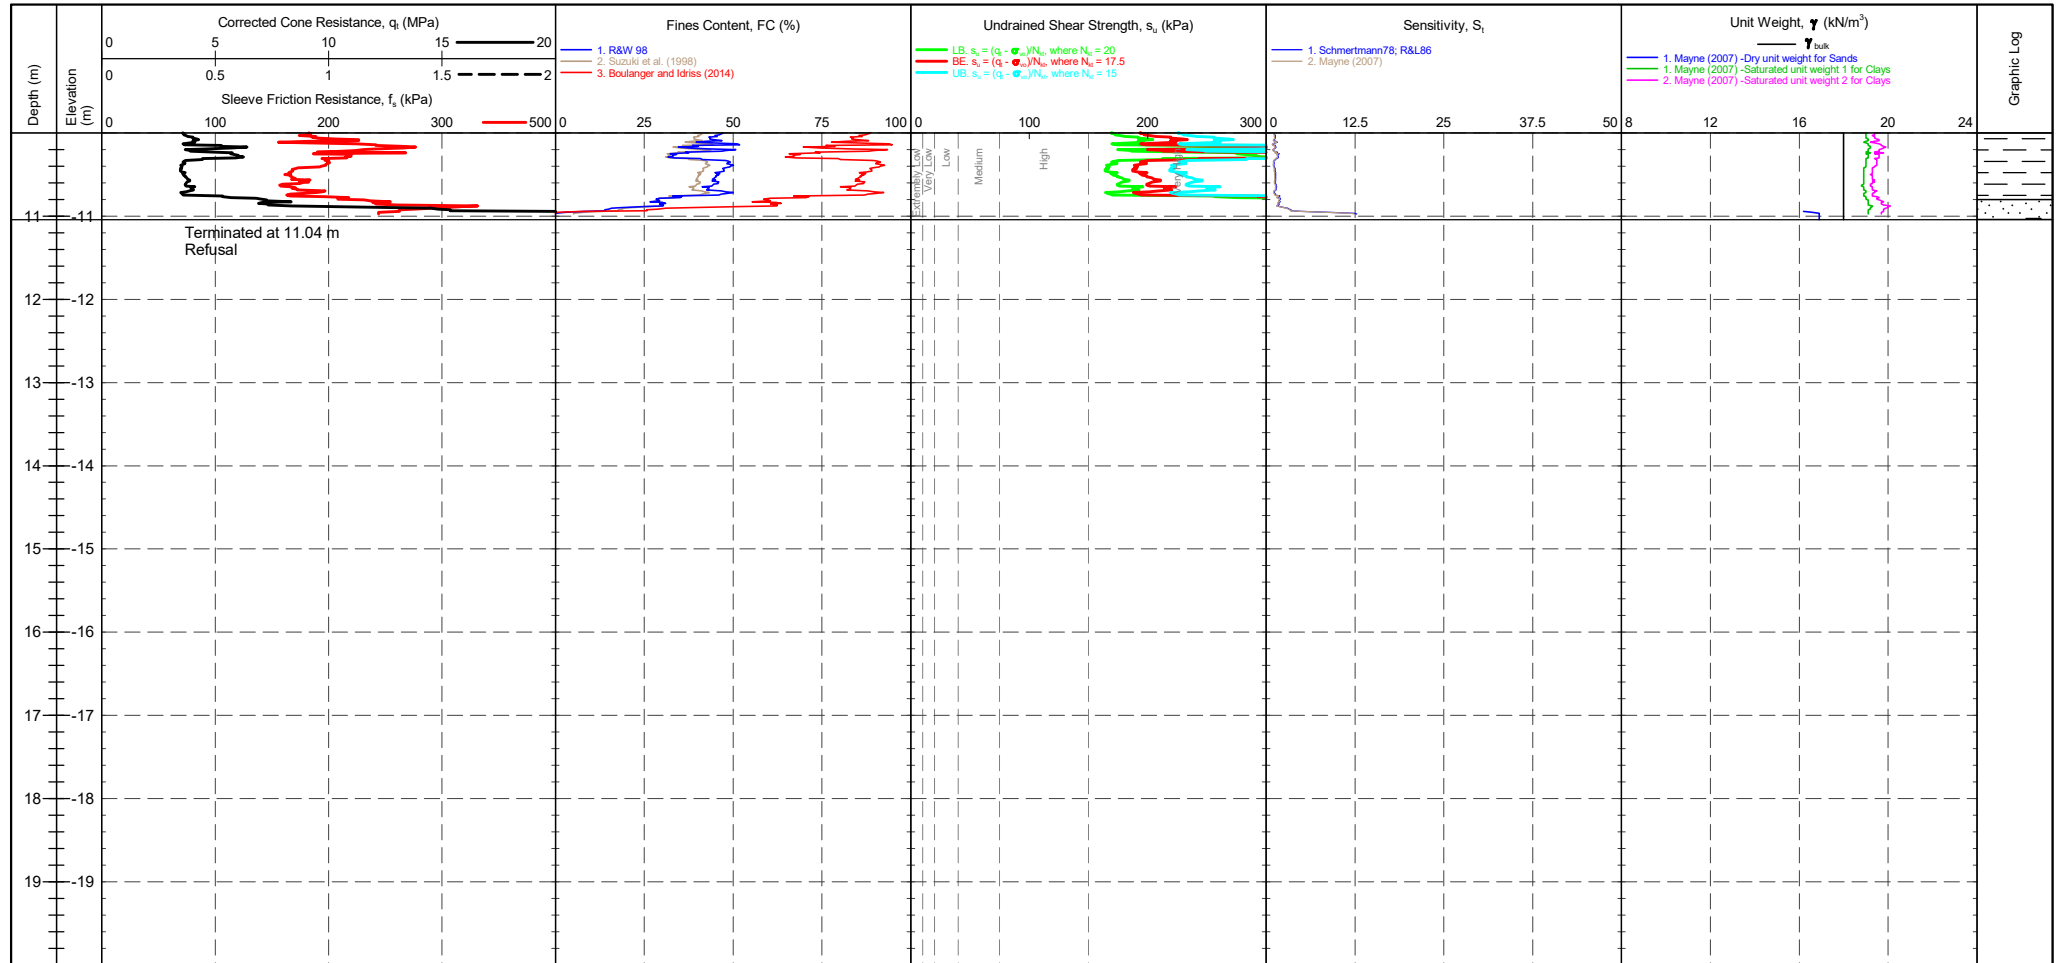 Depth (m)
Elevation (m)
Corrected Cone Resistance, qt (MPa)
0 5 10 15 20
0 0.5 1 1.5 2
Sleeve Friction Resistance, fs (kPa)
0 100 200 300 500
Fines Content, FC (%)
1. R&W 98
2. Suzuki et al. (1998)
3. Boulanger and Idriss (2014)
0 25 50 75 100
Undrained Shear Strength, su (kPa)
LB. su = (qt - σvo)/Nkt, where Nkt = 20
BE. su = (qt - σvo)/Nkt, where Nkt = 17.5
UB. su = (qt - σvo)/Nkt, where Nkt = 15
0 100 200 300
Extremely Low
Very Low
Low
Medium
High
Very High
Sensitivity, St
1. Schmertmann78; R&L86
2. Mayne (2007)
0 12.5 25 37.5 50
Unit Weight, γ (kN/m³)
γbulk
1. Mayne (2007) -Dry unit weight for Sands
1. Mayne (2007) -Saturated unit weight 1 for Clays
2. Mayne (2007) -Saturated unit weight 2 for Clays
8 12 16 20 24
Graphic Log
11 -11
Terminated at 11.04 m
Refusal
12 -12
13 -13
14 -14
15 -15
16 -16
17 -17
18 -18
19 -19